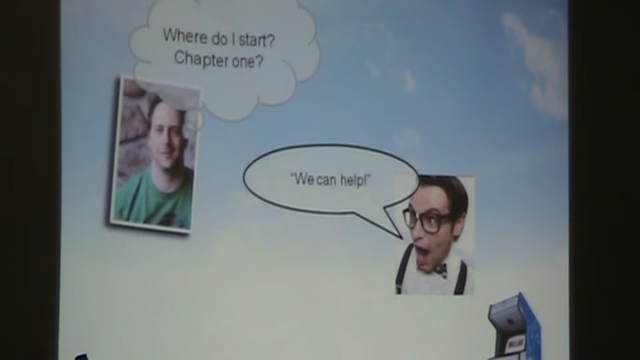 Where do I start?
Chapter one?
"We can help!"